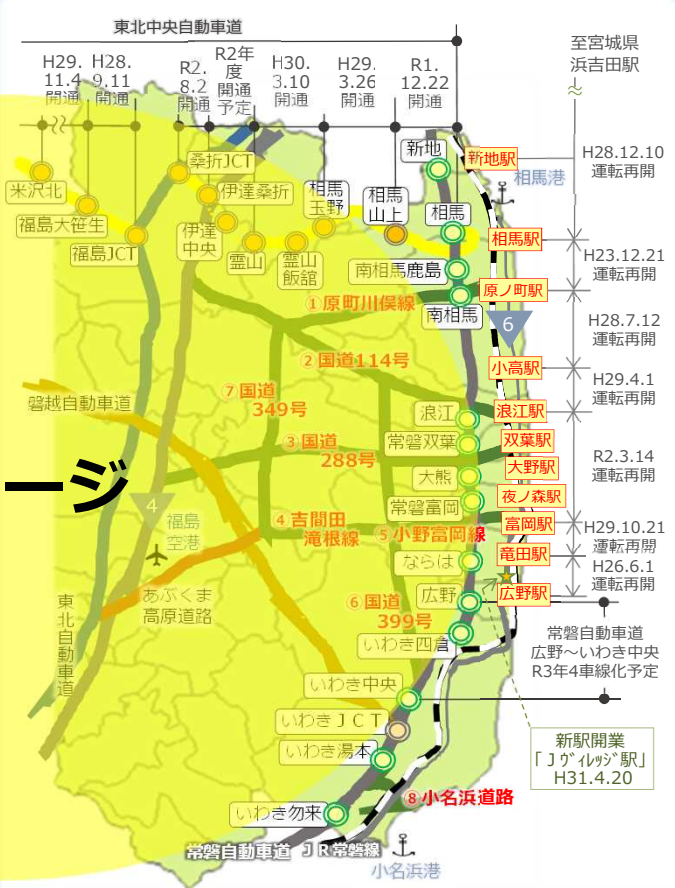 東北中央自動車道
H29.
11.4
開通
H28.
9.11
開通
R2.
8.2
開通
R2年
度
開通
予定
H30.
3.10
開通
H29.
3.26
開通
R1.
12.22
開通
至宮城県
浜吉田駅
新地
新地駅
相馬港
H28.12.10
運転再開
米沢北
福島大笹生
福島JCT
桑折JCT
伊達桑折
伊達
中央
霊山
霊山
飯舘
相馬
玉野
相馬
山上
相馬
相馬駅
H23.12.21
運転再開
南相馬鹿島
原ノ町駅
①原町川俣線
南相馬
6
H28.7.12
運転再開
②国道114号
小高駅
H29.4.1
運転再開
⑦国道
349号
磐越自動車道
浪江
浪江駅
③国道
288号
常磐双葉
双葉駅
大熊
大野駅
R2.3.14
運転再開
ージ
常磐富岡
夜ノ森駅
4
福島
空港
④吉間田
滝根線
⑤小野富岡線
富岡駅
H29.10.21
運転再開
ならは
竜田駅
H26.6.1
運転再開
あぶくま
高原道路
東北自動車道
⑥国道
399号
広野
広野駅
いわき四倉
常磐自動車道
広野~いわき中央
R3年4車線化予定
いわき中央
いわきJCT
いわき湯本
新駅開業
「Jヴィレッジ駅」
H31.4.20
いわき勿来
⑧小名浜道路
常磐自動車道
JR常磐線
小名浜港